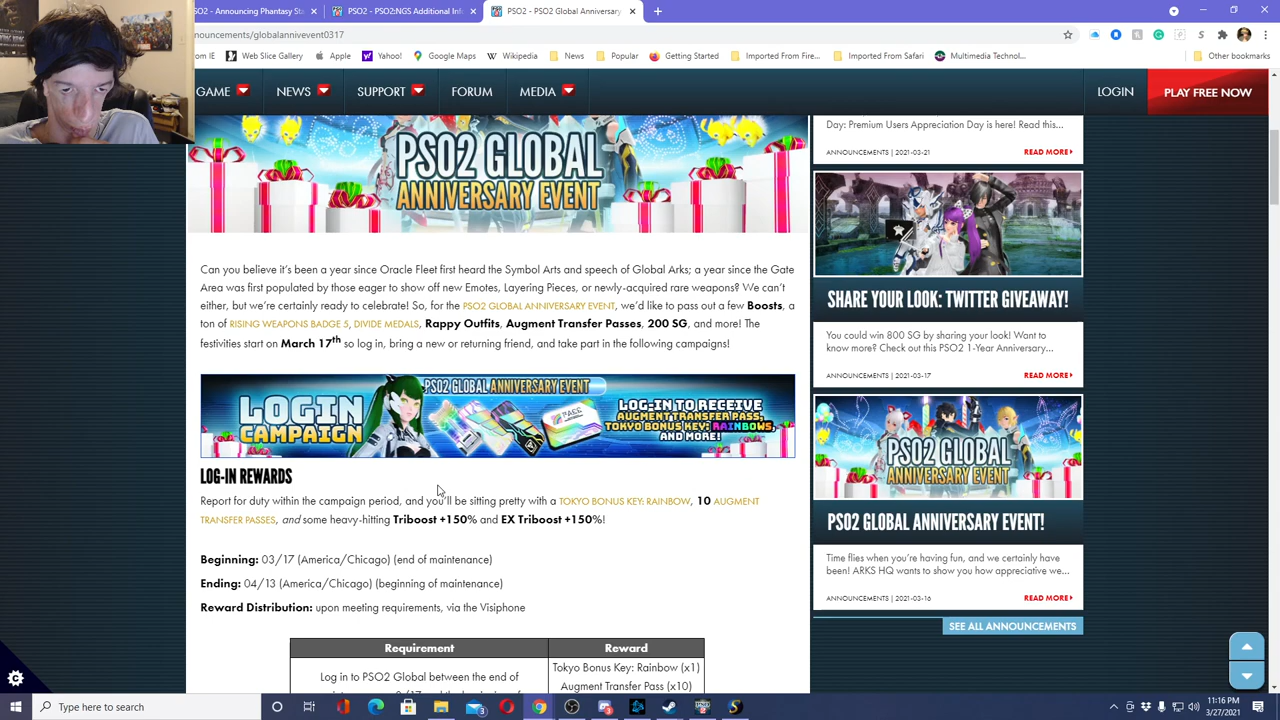 SO2 - Announcing Phantasy Sta
PSO2 - PSO2 Additional Infor
PSO2 - PSO2 Global Anniversary
nouncements/globalannivevent0317
m IE
Web Slice Gallery
Apple
Yahoo!
Google Maps
Wikipedia
News
Popular
Getting Started
Imported From Fire...
Imported From Safari
Multimedia Technol...
Other bookmarks
GAME
NEWS
SUPPORT
FORUM
MEDIA
LOGIN
PLAY FREE NOW
PSO2 GLOBAL
ANNIVERSARY EVENT
Can you believe it's been a year since Oracle Fleet first heard the Symbol Arts and speech of Global Arks; a year since the Gate
Area was first populated by those eager to show off new Emotes, Layering Pieces, or newly-acquired rare weapons? We can't
either, but we're certainly ready to celebrate! So, for the PSO2 GLOBAL ANNIVERSARY EVENT, we'd like to pass out a few Boosts, a
ton of RISING WEAPONS BADGE 5, DIVIDE MEDALS, Rappy Outfits, Augment Transfer Passes, 200 SG, and more! The
festivities start on March 17th so log in, bring a new or returning friend, and take part in the following campaigns!
PSO2 GLOBAL ANNIVERSARY EVENT
LOGIN
CAMPAIGN
PASS
LOG-IN TO RECEIVE
AUGMENT TRANSFER PASS,
TOKYO BONUS KEY: RAINBOWS,
AND MORE!
LOG-IN REWARDS
Report for duty within the campaign period, and you'll be sitting pretty with a TOKYO BONUS KEY: RAINBOW, 10 AUGMENT
TRANSFER PASSES, and some heavy-hitting Triboost +150% and EX Triboost +150%!
Beginning: 03/17 (America/Chicago) (end of maintenance)
Ending: 04/13 (America/Chicago) (beginning of maintenance)
Reward Distribution: upon meeting requirements, via the Visiphone
Requirement
Reward
Log in to PSO2 Global between the end of
Tokyo Bonus Key: Rainbow (x1)
Augment Transfer Pass (x10)
Day: Premium Users Appreciation Day is here! Read this...
ANNOUNCEMENTS | 2021-03-21
READ MORE
SHARE YOUR LOOK: TWITTER GIVEAWAY!
You could win 800 SG by sharing your look! Want to
know more? Check out this PSO2 1-Year Anniversary...
ANNOUNCEMENTS | 2021-03-17
READ MORE
PSO2 GLOBAL
ANNIVERSARY EVENT
PSO2 GLOBAL ANNIVERSARY EVENT!
Time flies when you're having fun, and we certainly have
been! ARKS HQ wants to show you how appreciative we...
ANNOUNCEMENTS | 2021-03-16
READ MORE
SEE ALL ANNOUNCEMENTS
Type here to search
11:16 PM
3/27/2021